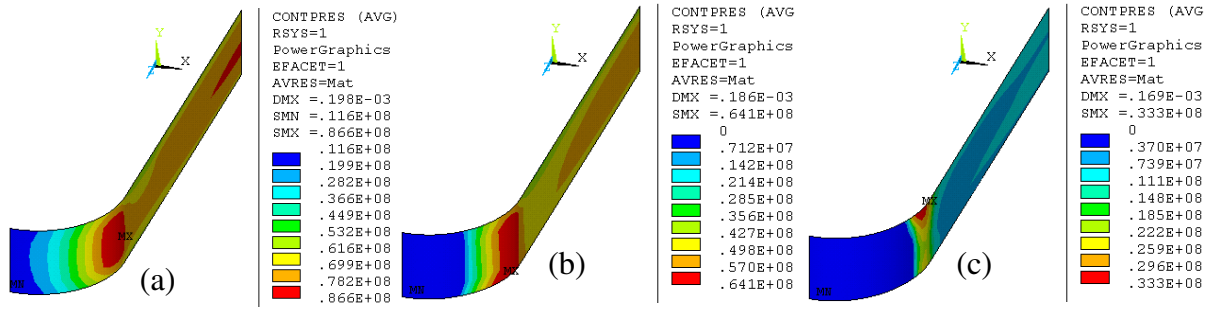 Y
X
Z
MX
MN
(a)
CONTPRES (AVG)
RSYS=1
PowerGraphics
EFACET=1
AVRES=Mat
DMX =.198E-03
SMN =.116E+08
SMX =.866E+08
.116E+08
.199E+08
.282E+08
.366E+08
.449E+08
.532E+08
.616E+08
.699E+08
.782E+08
.866E+08
Y
X
Z
MX
MN
(b)
CONTPRES (AVG
RSYS=1
PowerGraphics
EFACET=1
AVRES=Mat
DMX =.186E-03
SMX =.641E+08
0
.712E+07
.142E+08
.214E+08
.285E+08
.356E+08
.427E+08
.498E+08
.570E+08
.641E+08
Y
X
Z
MX
MN
(c)
CONTPRES (AVG
RSYS=1
PowerGraphics
EFACET=1
AVRES=Mat
DMX =.169E-03
SMX =.333E+08
0
.370E+07
.739E+07
.111E+08
.148E+08
.185E+08
.222E+08
.259E+08
.296E+08
.333E+08